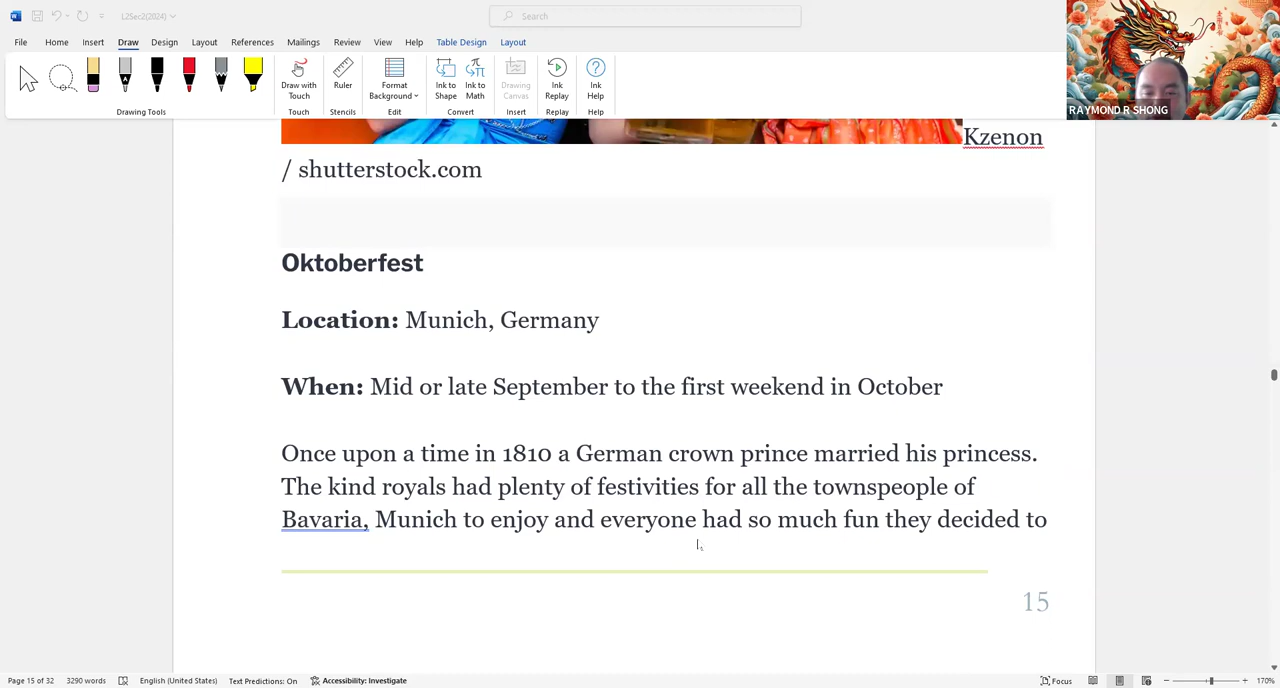 L2Sec2(2024)
Search
File Home Insert Draw Design Layout References Mailings Review View Help Table Design Layout
Draw with Touch
Ruler
Format Background
Ink to Shape
Ink to Math
Drawing Canvas
Ink Replay
Ink Help
Drawing Tools Touch Stencils Edit Convert Insert Replay Help
RAYMOND R SHONG
Kzenon
/ shutterstock.com
Oktoberfest
Location: Munich, Germany
When: Mid or late September to the first weekend in October
Once upon a time in 1810 a German crown prince married his princess.
The kind royals had plenty of festivities for all the townspeople of
Bavaria, Munich to enjoy and everyone had so much fun they decided to
15
Page 15 of 32 3290 words English (United States) Text Predictions: On Accessibility: Investigate Focus 170%